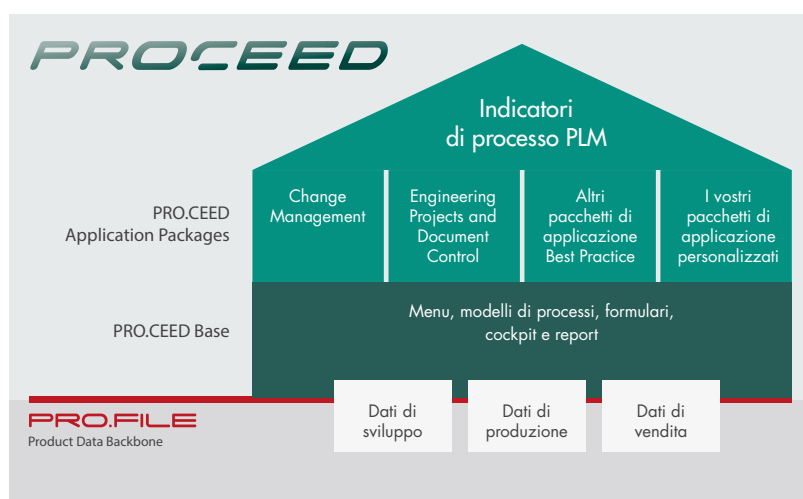 PROCEED
Indicatori
di processo PLM
PRO.CEED
Application Packages
Change
Management
Engineering
Projects and
Document
Control
Altri
pacchetti di
applicazione
Best Practice
I vostri
pacchetti di
applicazione
personalizzati
PRO.CEED Base
Menu, modelli di processi, formulari,
cockpit e report
PRO.FILE
Product Data Backbone
Dati di
sviluppo
Dati di
produzione
Dati di
vendita